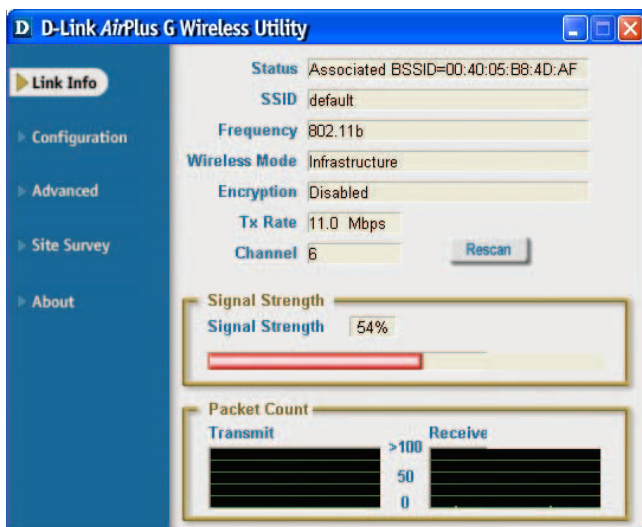 D D-Link AirPlus G Wireless Utility
Link Info
Configuration
Advanced
Site Survey
About
Status Associated BSSID=00:40:05:B8:4D:AF
SSID default
Frequency 802.11b
Wireless Mode Infrastructure
Encryption Disabled
Tx Rate 11.0 Mbps
Channel 6 Rescan
Signal Strength
Signal Strength 54%
Packet Count
Transmit Receive
>100
50
0